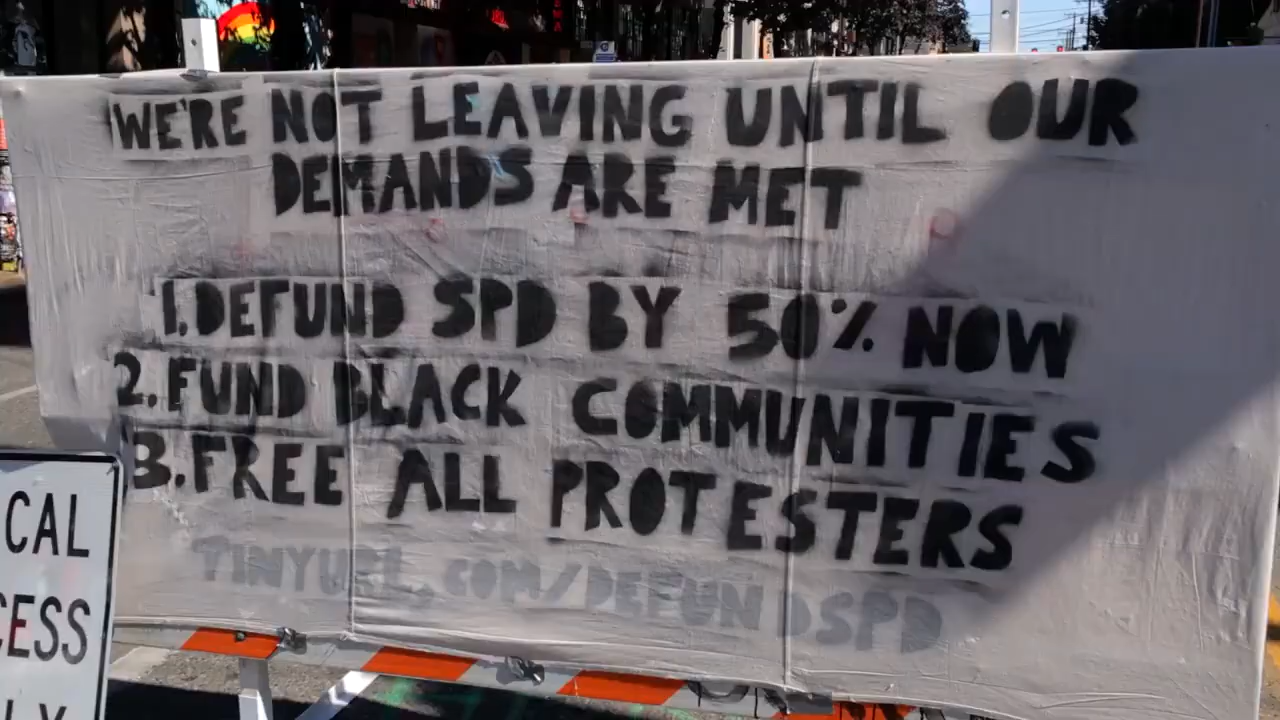 WE'RE NOT LEAVING UNTIL OUR
DEMANDS ARE MET
1. DEFUND SPD BY 50% NOW
2. FUND BLACK COMMUNITIES
3. FREE ALL PROTESTERS
TINYURL.COM/DEFUNDSPD
CAL
CESS
LY